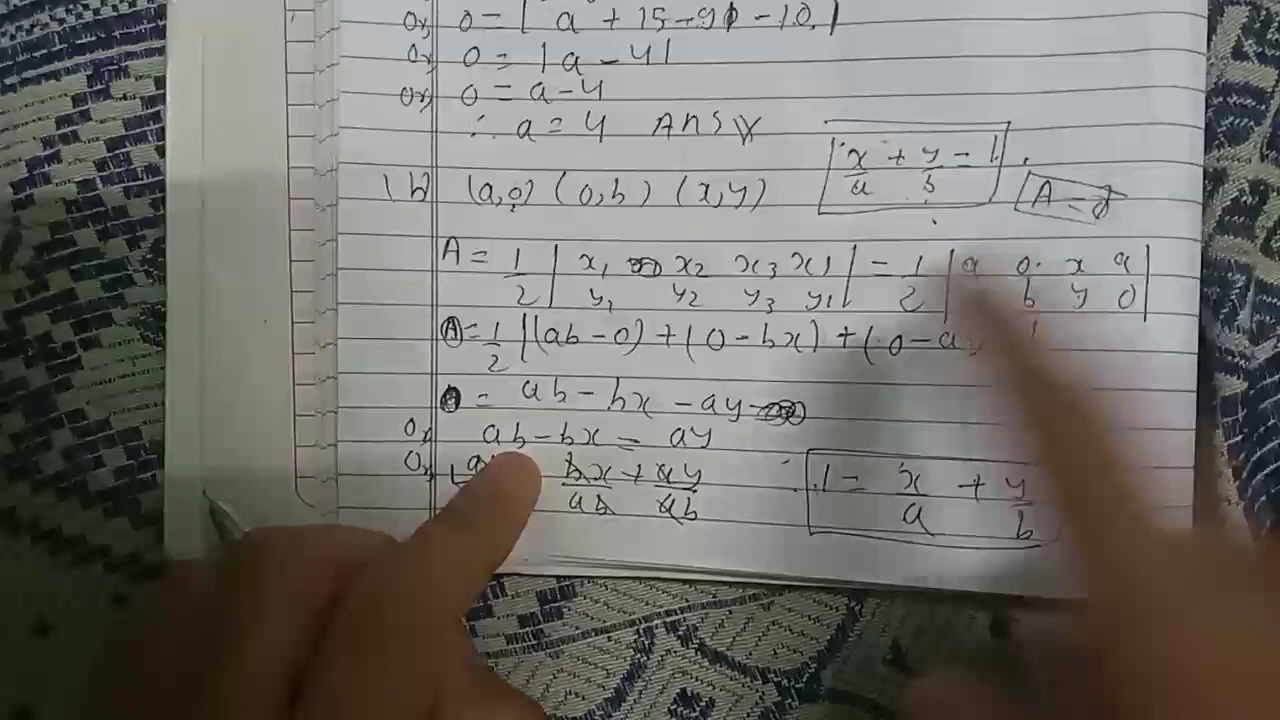 Or, 0 = | a + 15 - 9 - 10 |
Or, 0 = |a - 4|
Or, 0 = a - 4
∴ a = 4 Ans
x/a + y/b = 1
(b) (a,0) (0,b) (x,y)
A = 0
A = 1/2 | x1 x2 x3 x1 | = 1/2 | a 0 x a |
y1 y2 y3 y1 b y 0
A = 1/2 |(ab - 0) + (0 - bx) + (0 - a
0 = ab - bx - ay
Or, ab - bx = ay
Or, bx/ab + ay/ab ∴ 1 = x/a + y/b